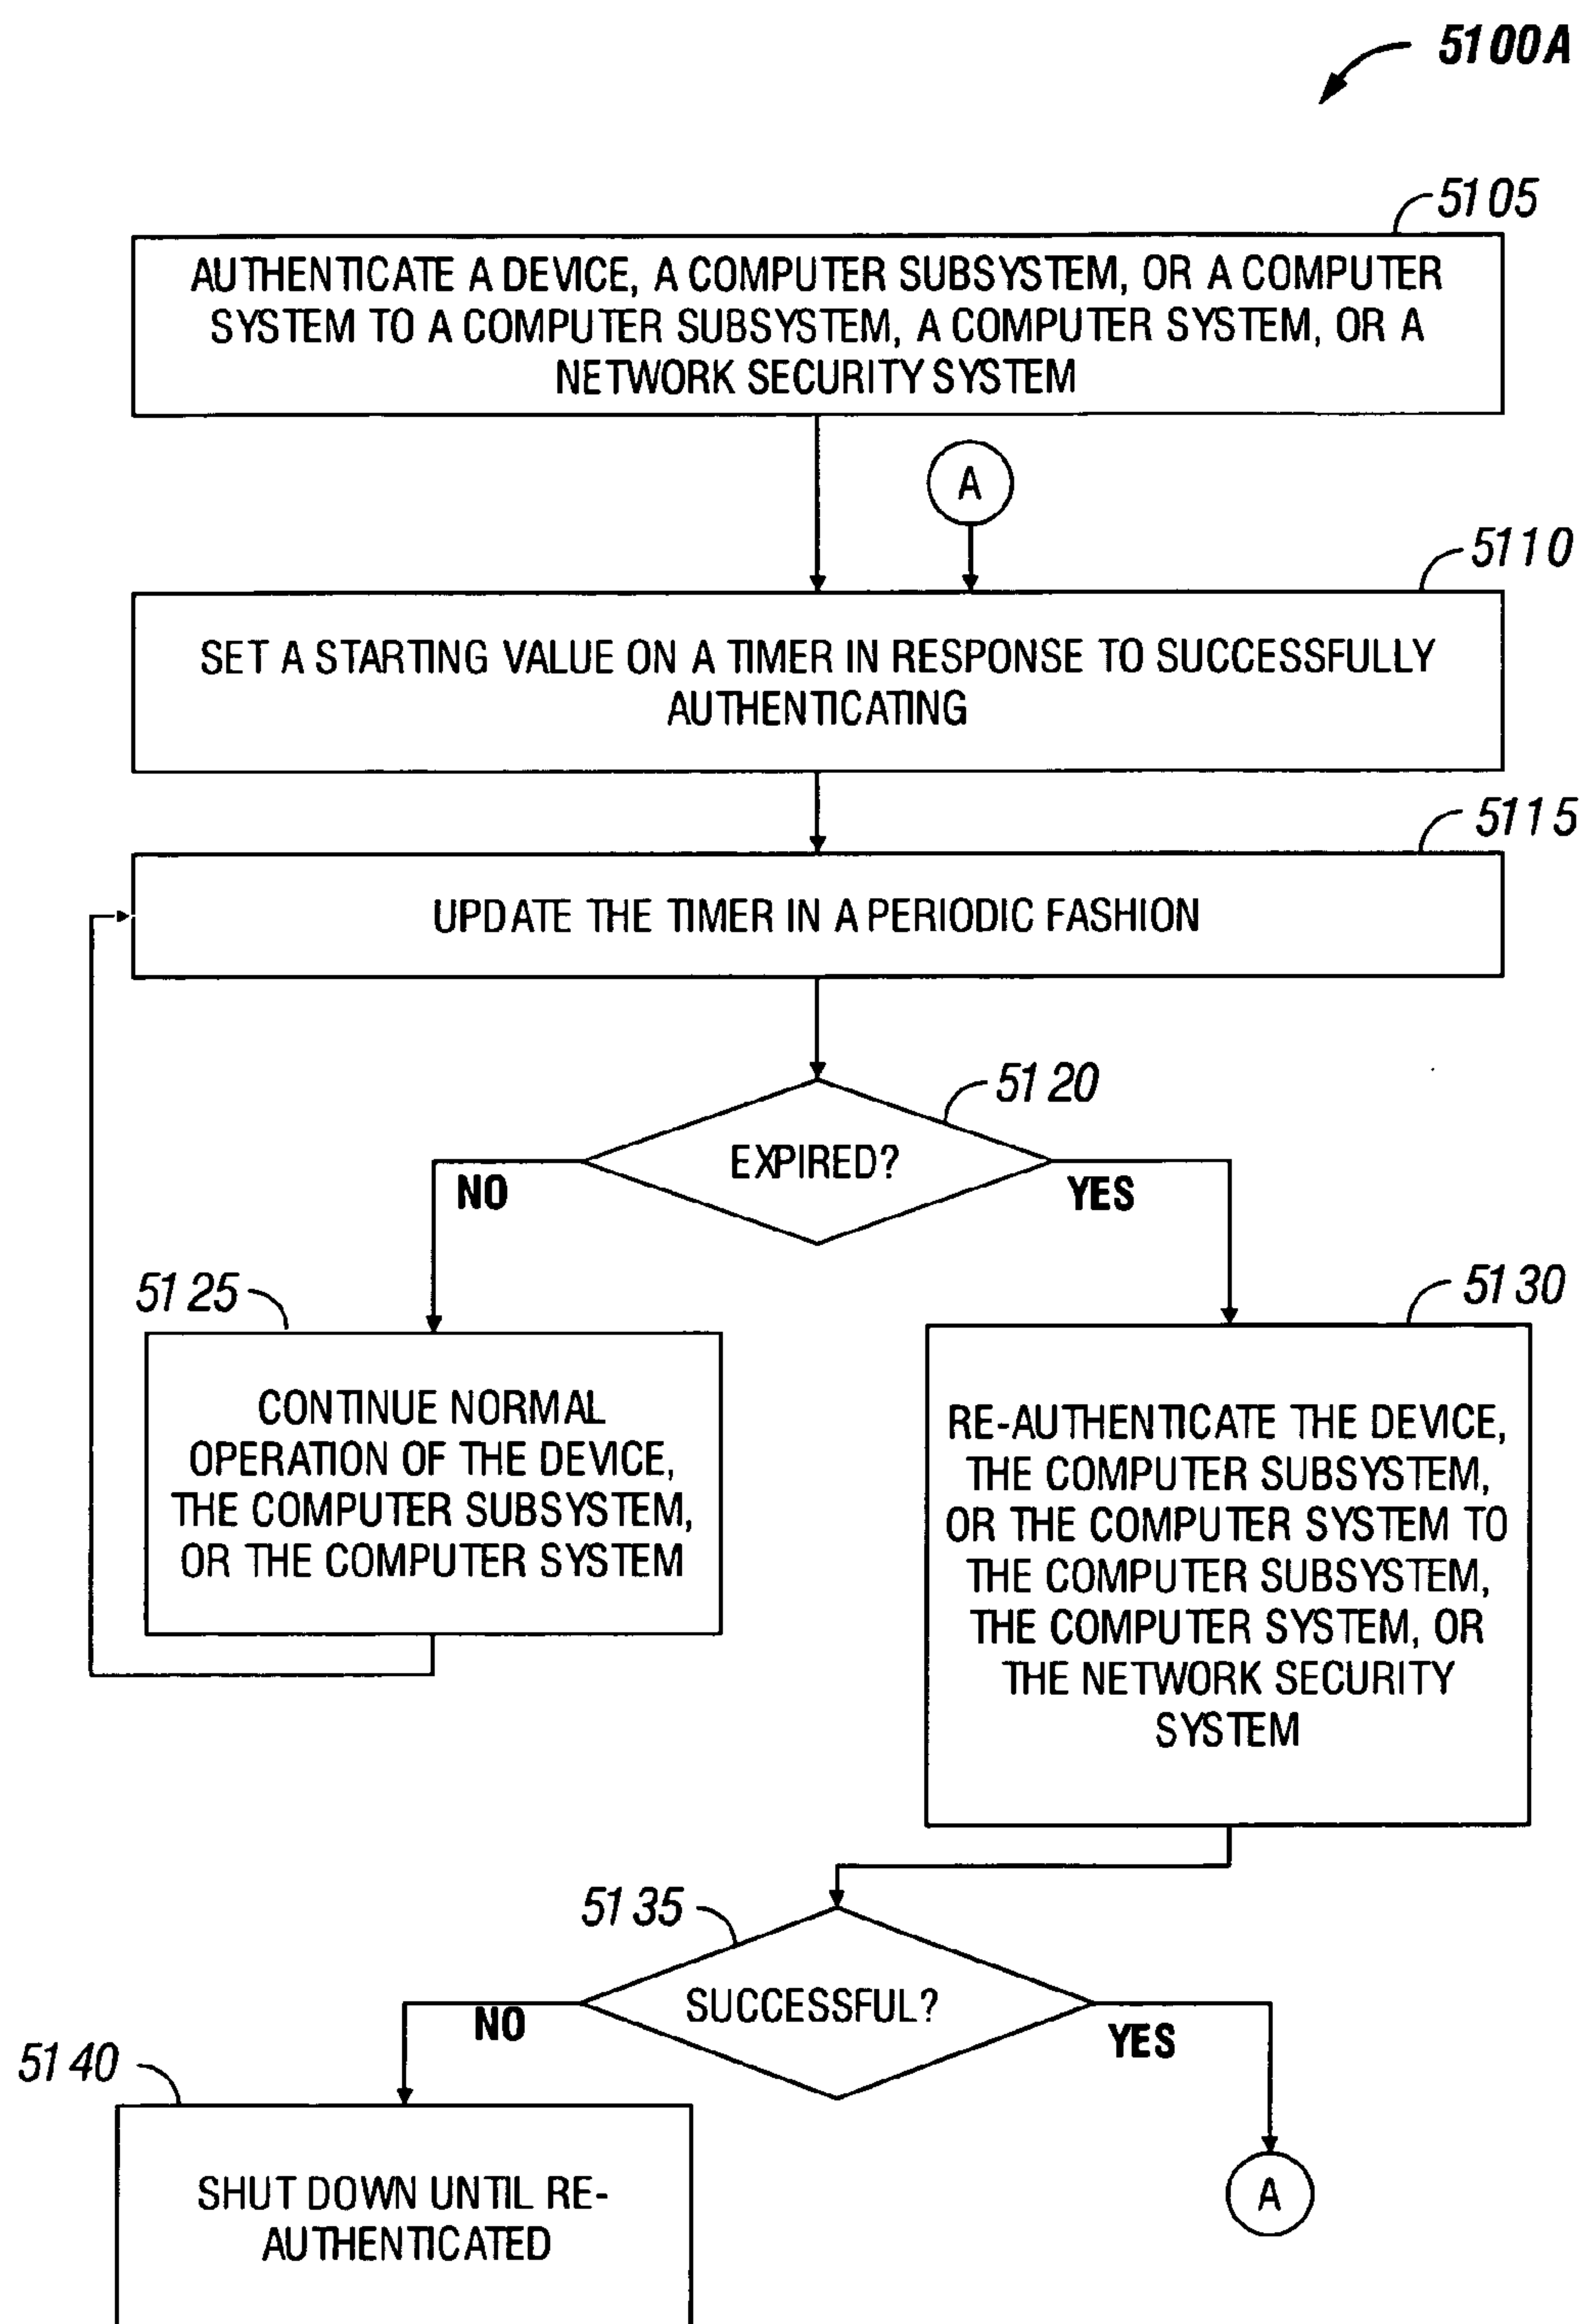 5100A
5105
AUTHENTICATE A DEVICE, A COMPUTER SUBSYSTEM, OR A COMPUTER
SYSTEM TO A COMPUTER SUBSYSTEM, A COMPUTER SYSTEM, OR A
NETWORK SECURITY SYSTEM
A
5110
SET A STARTING VALUE ON A TIMER IN RESPONSE TO SUCCESSFULLY
AUTHENTICATING
5115
UPDATE THE TIMER IN A PERIODIC FASHION
5120
EXPIRED?
NO
YES
5125
CONTINUE NORMAL
OPERATION OF THE DEVICE,
THE COMPUTER SUBSYSTEM,
OR THE COMPUTER SYSTEM
5130
RE-AUTHENTICATE THE DEVICE,
THE COMPUTER SUBSYSTEM,
OR THE COMPUTER SYSTEM TO
THE COMPUTER SUBSYSTEM,
THE COMPUTER SYSTEM, OR
THE NETWORK SECURITY
SYSTEM
5135
SUCCESSFUL?
NO
YES
5140
SHUT DOWN UNTIL RE-
AUTHENTICATED
A